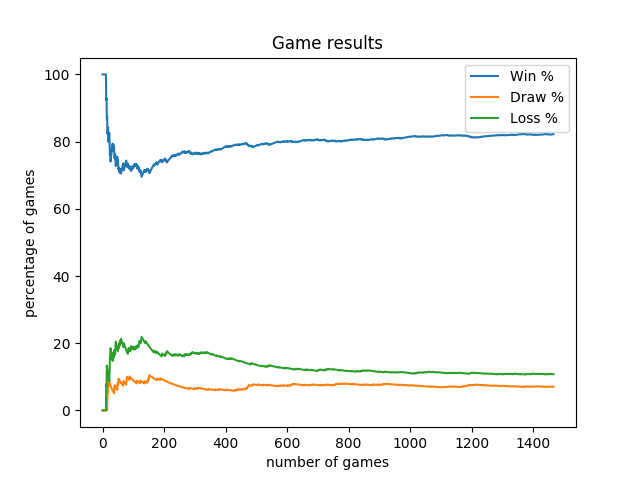 Game results
Win %
Draw %
Loss %
percentage of games
100
80
60
40
20
0
0 200 400 600 800 1000 1200 1400
number of games